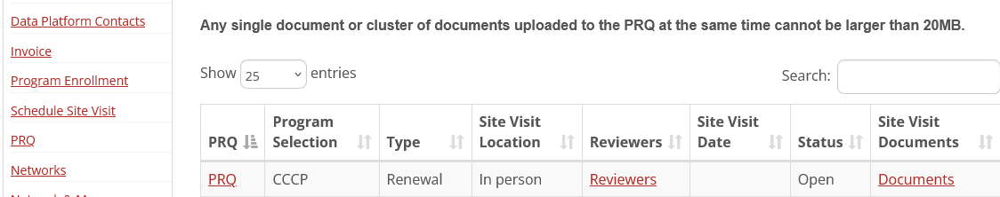 Data Platform Contacts
Invoice
Program Enrollment
Schedule Site Visit
PRQ
Networks
Any single document or cluster of documents uploaded to the PRQ at the same time cannot be larger than 20MB.
Show 25 entries
Search:
PRQ Program Selection Type Site Visit Location Reviewers Site Visit Date Status Site Visit Documents
PRQ CCCP Renewal In person Reviewers Open Documents